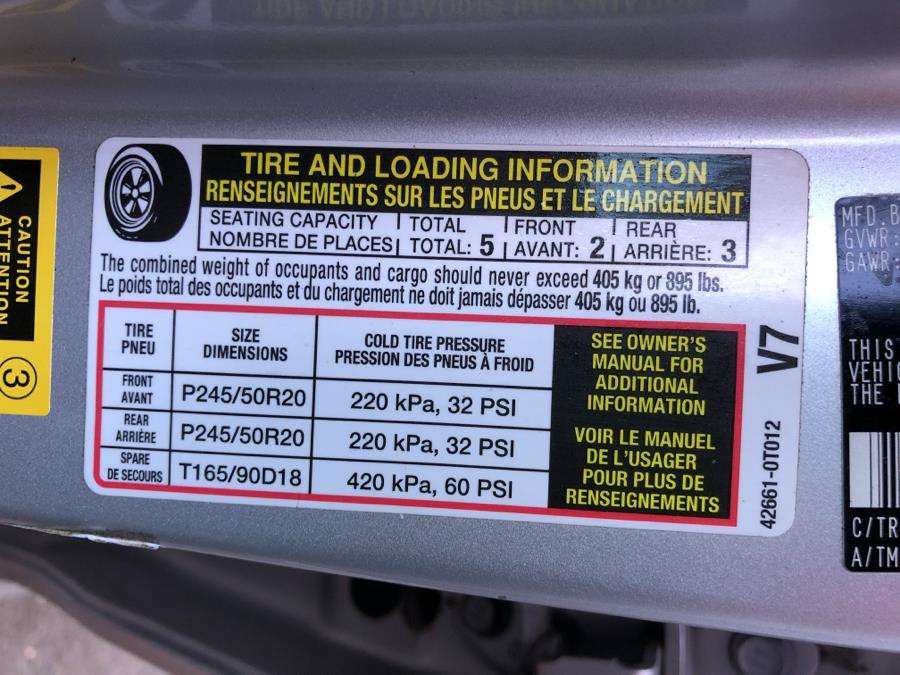 TIRE AND LOADING INFORMATION
RENSEIGNEMENTS SUR LES PNEUS ET LE CHARGEMENT
SEATING CAPACITY TOTAL FRONT REAR
NOMBRE DE PLACES TOTAL: 5 AVANT: 2 ARRIÈRE: 3
The combined weight of occupants and cargo should never exceed 405 kg or 895 lbs.
Le poids total des occupants et du chargement ne doit jamais dépasser 405 kg ou 895 lb.
TIRE SIZE COLD TIRE PRESSURE
PNEU DIMENSIONS PRESSION DES PNEUS À FROID
FRONT
AVANT P245/50R20 220 kPa, 32 PSI
REAR
ARRIÈRE P245/50R20 220 kPa, 32 PSI
SPARE
DE SECOURS T165/90D18 420 kPa, 60 PSI
SEE OWNER'S
MANUAL FOR
ADDITIONAL
INFORMATION
VOIR LE MANUEL
DE L'USAGER
POUR PLUS DE
RENSEIGNEMENTS
V7
42661-0T012
CAUTION
ATTENTION
3
MFD. B
GVWR:
GAWR:
THIS
VEHIC
THE
C/TR
A/TM